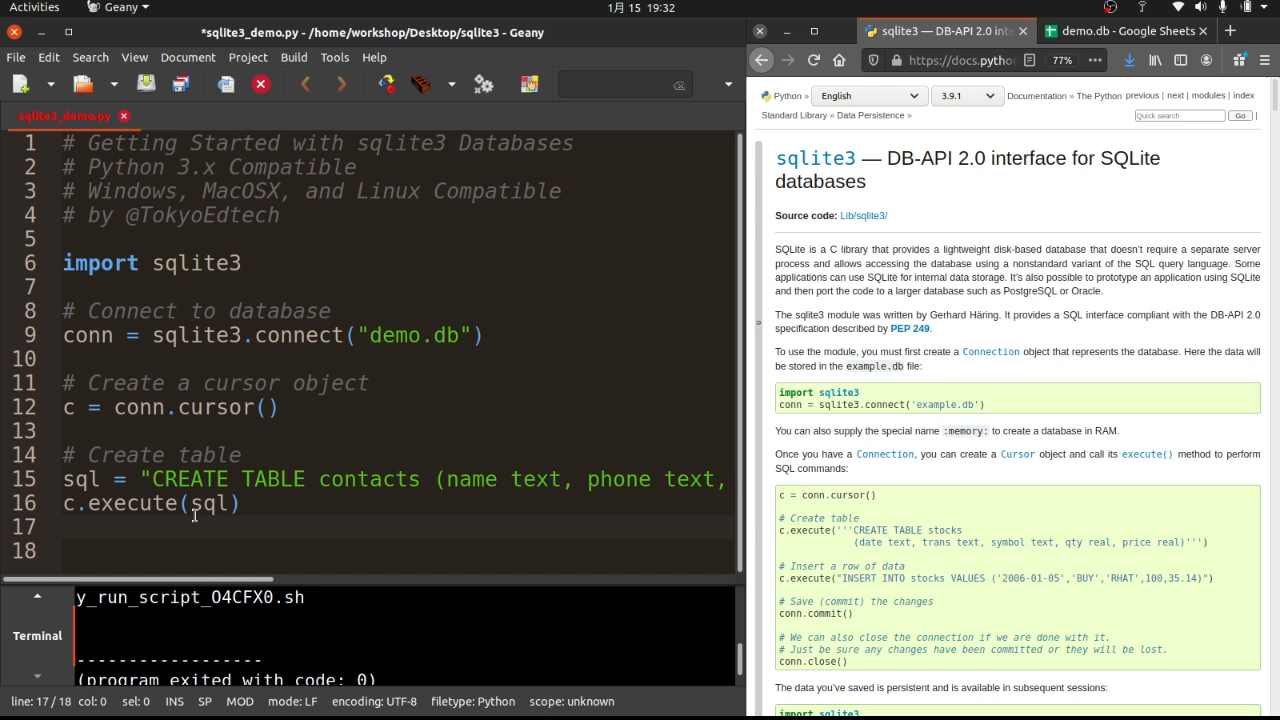 Activities
Geany
1月 15 19:32
*sqlite3_demo.py - /home/workshop/Desktop/sqlite3 - Geany
File Edit Search View Document Project Build Tools Help
sqlite3_demo.py
1 # Getting Started with sqlite3 Databases
2 # Python 3.x Compatible
3 # Windows, MacOSX, and Linux Compatible
4 # by @TokyoEdtech
5
6 import sqlite3
7
8 # Connect to database
9 conn = sqlite3.connect("demo.db")
10
11 # Create a cursor object
12 c = conn.cursor()
13
14 # Create table
15 sql = "CREATE TABLE contacts (name text, phone text,
16 c.execute(sql)
17
18
Terminal
y_run_script_O4CFX0.sh
------------------
(program exited with code: 0)
line: 17 / 18 col: 0 sel: 0 INS SP MOD mode: LF encoding: UTF-8 filetype: Python scope: unknown
sqlite3 — DB-API 2.0 int
demo.db - Google Sheets
https://docs.pytho
77%
Python » English 3.9.1 Documentation » The Python previous | next | modules | index
Standard Library » Data Persistence »
Quick search Go |
sqlite3 — DB-API 2.0 interface for SQLite
databases
Source code: Lib/sqlite3/
SQLite is a C library that provides a lightweight disk-based database that doesn't require a separate server
process and allows accessing the database using a nonstandard variant of the SQL query language. Some
applications can use SQLite for internal data storage. It's also possible to prototype an application using SQLite
and then port the code to a larger database such as PostgreSQL or Oracle.
The sqlite3 module was written by Gerhard Häring. It provides a SQL interface compliant with the DB-API 2.0
specification described by PEP 249.
To use the module, you must first create a Connection object that represents the database. Here the data will
be stored in the example.db file:
import sqlite3
conn = sqlite3.connect('example.db')
You can also supply the special name :memory: to create a database in RAM.
Once you have a Connection, you can create a Cursor object and call its execute() method to perform
SQL commands:
c = conn.cursor()
# Create table
c.execute('''CREATE TABLE stocks
(date text, trans text, symbol text, qty real, price real)''')
# Insert a row of data
c.execute("INSERT INTO stocks VALUES ('2006-01-05','BUY','RHAT',100,35.14)")
# Save (commit) the changes
conn.commit()
# We can also close the connection if we are done with it.
# Just be sure any changes have been committed or they will be lost.
conn.close()
The data you've saved is persistent and is available in subsequent sessions:
import sqlite3